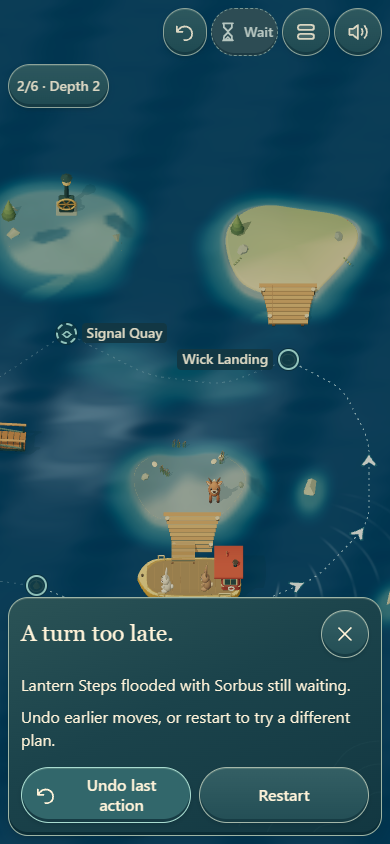 Wait
2/6 · Depth 2
Signal Quay
Wick Landing
A turn too late.
Lantern Steps flooded with Sorbus still waiting.
Undo earlier moves, or restart to try a different
plan.
Undo last
action
Restart